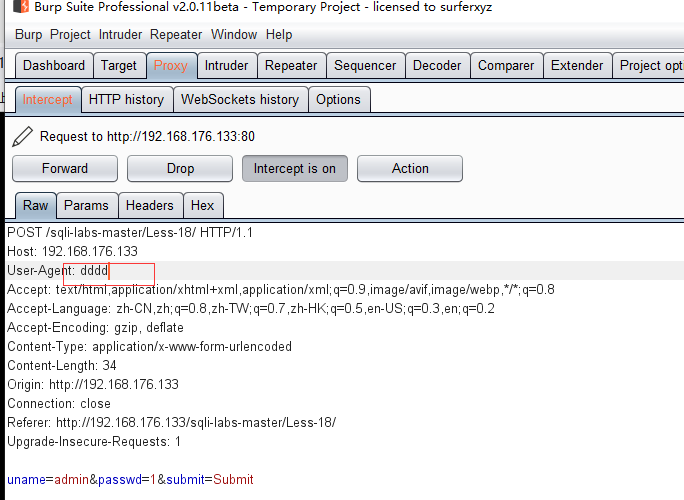 Burp Suite Professional v2.0.11beta - Temporary Project - licensed to surferxyz
Burp Project Intruder Repeater Window Help
Dashboard Target Proxy Intruder Repeater Sequencer Decoder Comparer Extender Project opti
Intercept HTTP history WebSockets history Options
Request to http://192.168.176.133:80
Forward Drop Intercept is on Action
Raw Params Headers Hex
POST /sqli-labs-master/Less-18/ HTTP/1.1
Host: 192.168.176.133
User-Agent: dddd
Accept: text/html,application/xhtml+xml,application/xml;q=0.9,image/avif,image/webp,*/*;q=0.8
Accept-Language: zh-CN,zh;q=0.8,zh-TW;q=0.7,zh-HK;q=0.5,en-US;q=0.3,en;q=0.2
Accept-Encoding: gzip, deflate
Content-Type: application/x-www-form-urlencoded
Content-Length: 34
Origin: http://192.168.176.133
Connection: close
Referer: http://192.168.176.133/sqli-labs-master/Less-18/
Upgrade-Insecure-Requests: 1
uname=admin&passwd=1&submit=Submit